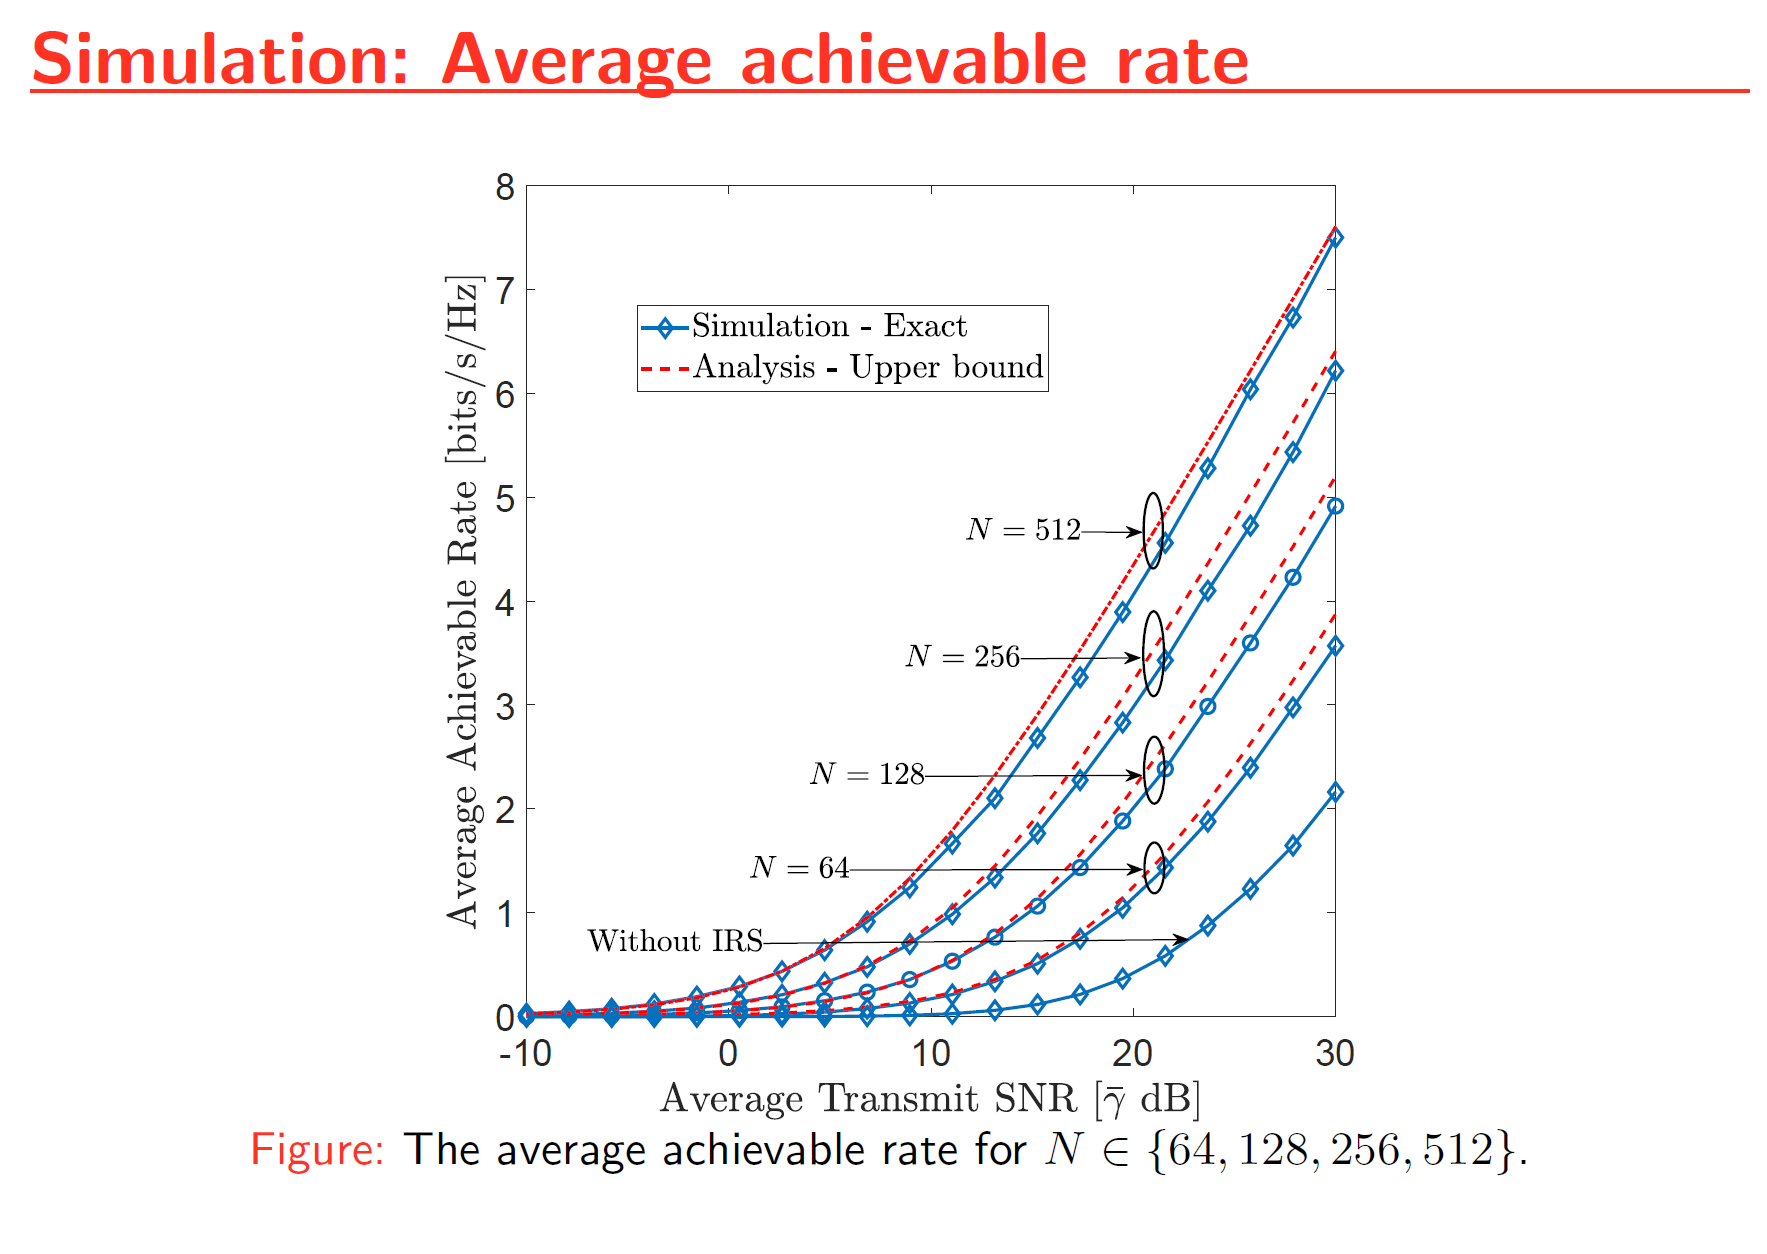 Simulation: Average achievable rate
8
7
6
5
4
3
2
1
0
-10 0 10 20 30
Average Achievable Rate [bits/s/Hz]
Simulation - Exact
Analysis - Upper bound
N = 512
N = 256
N = 128
N = 64
Without IRS
Average Transmit SNR [γ̄ dB]
Figure: The average achievable rate for N ∈ {64, 128, 256, 512}.